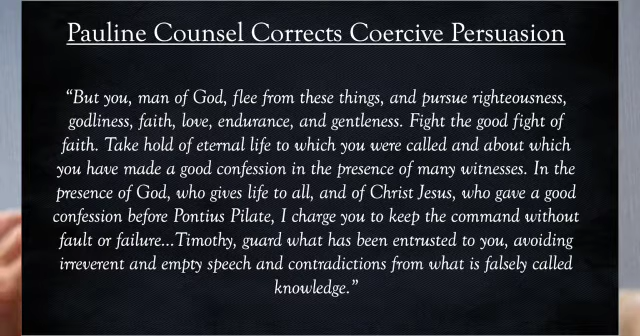 Pauline Counsel Corrects Coercive Persuasion
“But you, man of God, flee from these things, and pursue righteousness,
godliness, faith, love, endurance, and gentleness. Fight the good fight of
faith. Take hold of eternal life to which you were called and about which
you have made a good confession in the presence of many witnesses. In the
presence of God, who gives life to all, and of Christ Jesus, who gave a good
confession before Pontius Pilate, I charge you to keep the command without
fault or failure...Timothy, guard what has been entrusted to you, avoiding
irreverent and empty speech and contradictions from what is falsely called
knowledge.”